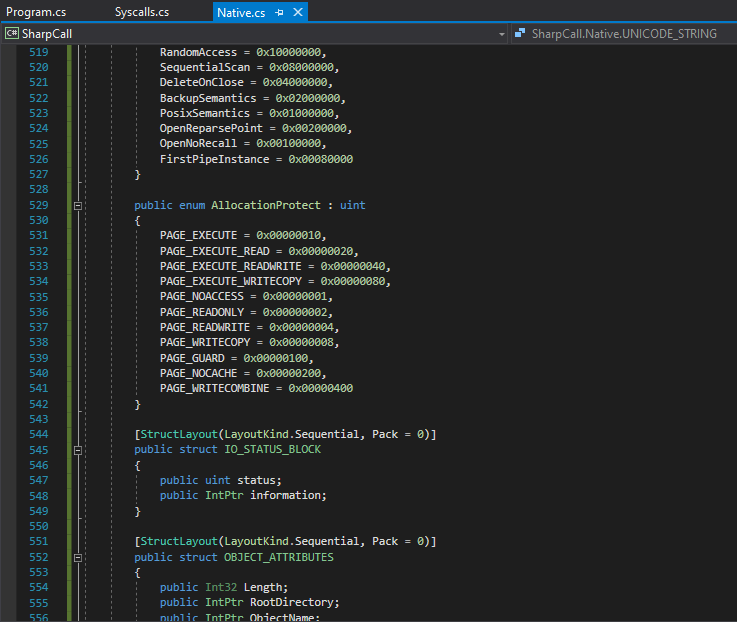 Program.cs Syscalls.cs Native.cs
C# SharpCall SharpCall.Native.UNICODE_STRING
519 RandomAccess = 0x10000000,
520 SequentialScan = 0x08000000,
521 DeleteOnClose = 0x04000000,
522 BackupSemantics = 0x02000000,
523 PosixSemantics = 0x01000000,
524 OpenReparsePoint = 0x00200000,
525 OpenNoRecall = 0x00100000,
526 FirstPipeInstance = 0x00080000
527 }
528
529 public enum AllocationProtect : uint
530 {
531 PAGE_EXECUTE = 0x00000010,
532 PAGE_EXECUTE_READ = 0x00000020,
533 PAGE_EXECUTE_READWRITE = 0x00000040,
534 PAGE_EXECUTE_WRITECOPY = 0x00000080,
535 PAGE_NOACCESS = 0x00000001,
536 PAGE_READONLY = 0x00000002,
537 PAGE_READWRITE = 0x00000004,
538 PAGE_WRITECOPY = 0x00000008,
539 PAGE_GUARD = 0x00000100,
540 PAGE_NOCACHE = 0x00000200,
541 PAGE_WRITECOMBINE = 0x00000400
542 }
543
544 [StructLayout(LayoutKind.Sequential, Pack = 0)]
545 public struct IO_STATUS_BLOCK
546 {
547 public uint status;
548 public IntPtr information;
549 }
550
551 [StructLayout(LayoutKind.Sequential, Pack = 0)]
552 public struct OBJECT_ATTRIBUTES
553 {
554 public Int32 Length;
555 public IntPtr RootDirectory;
556 public IntPtr ObjectName;